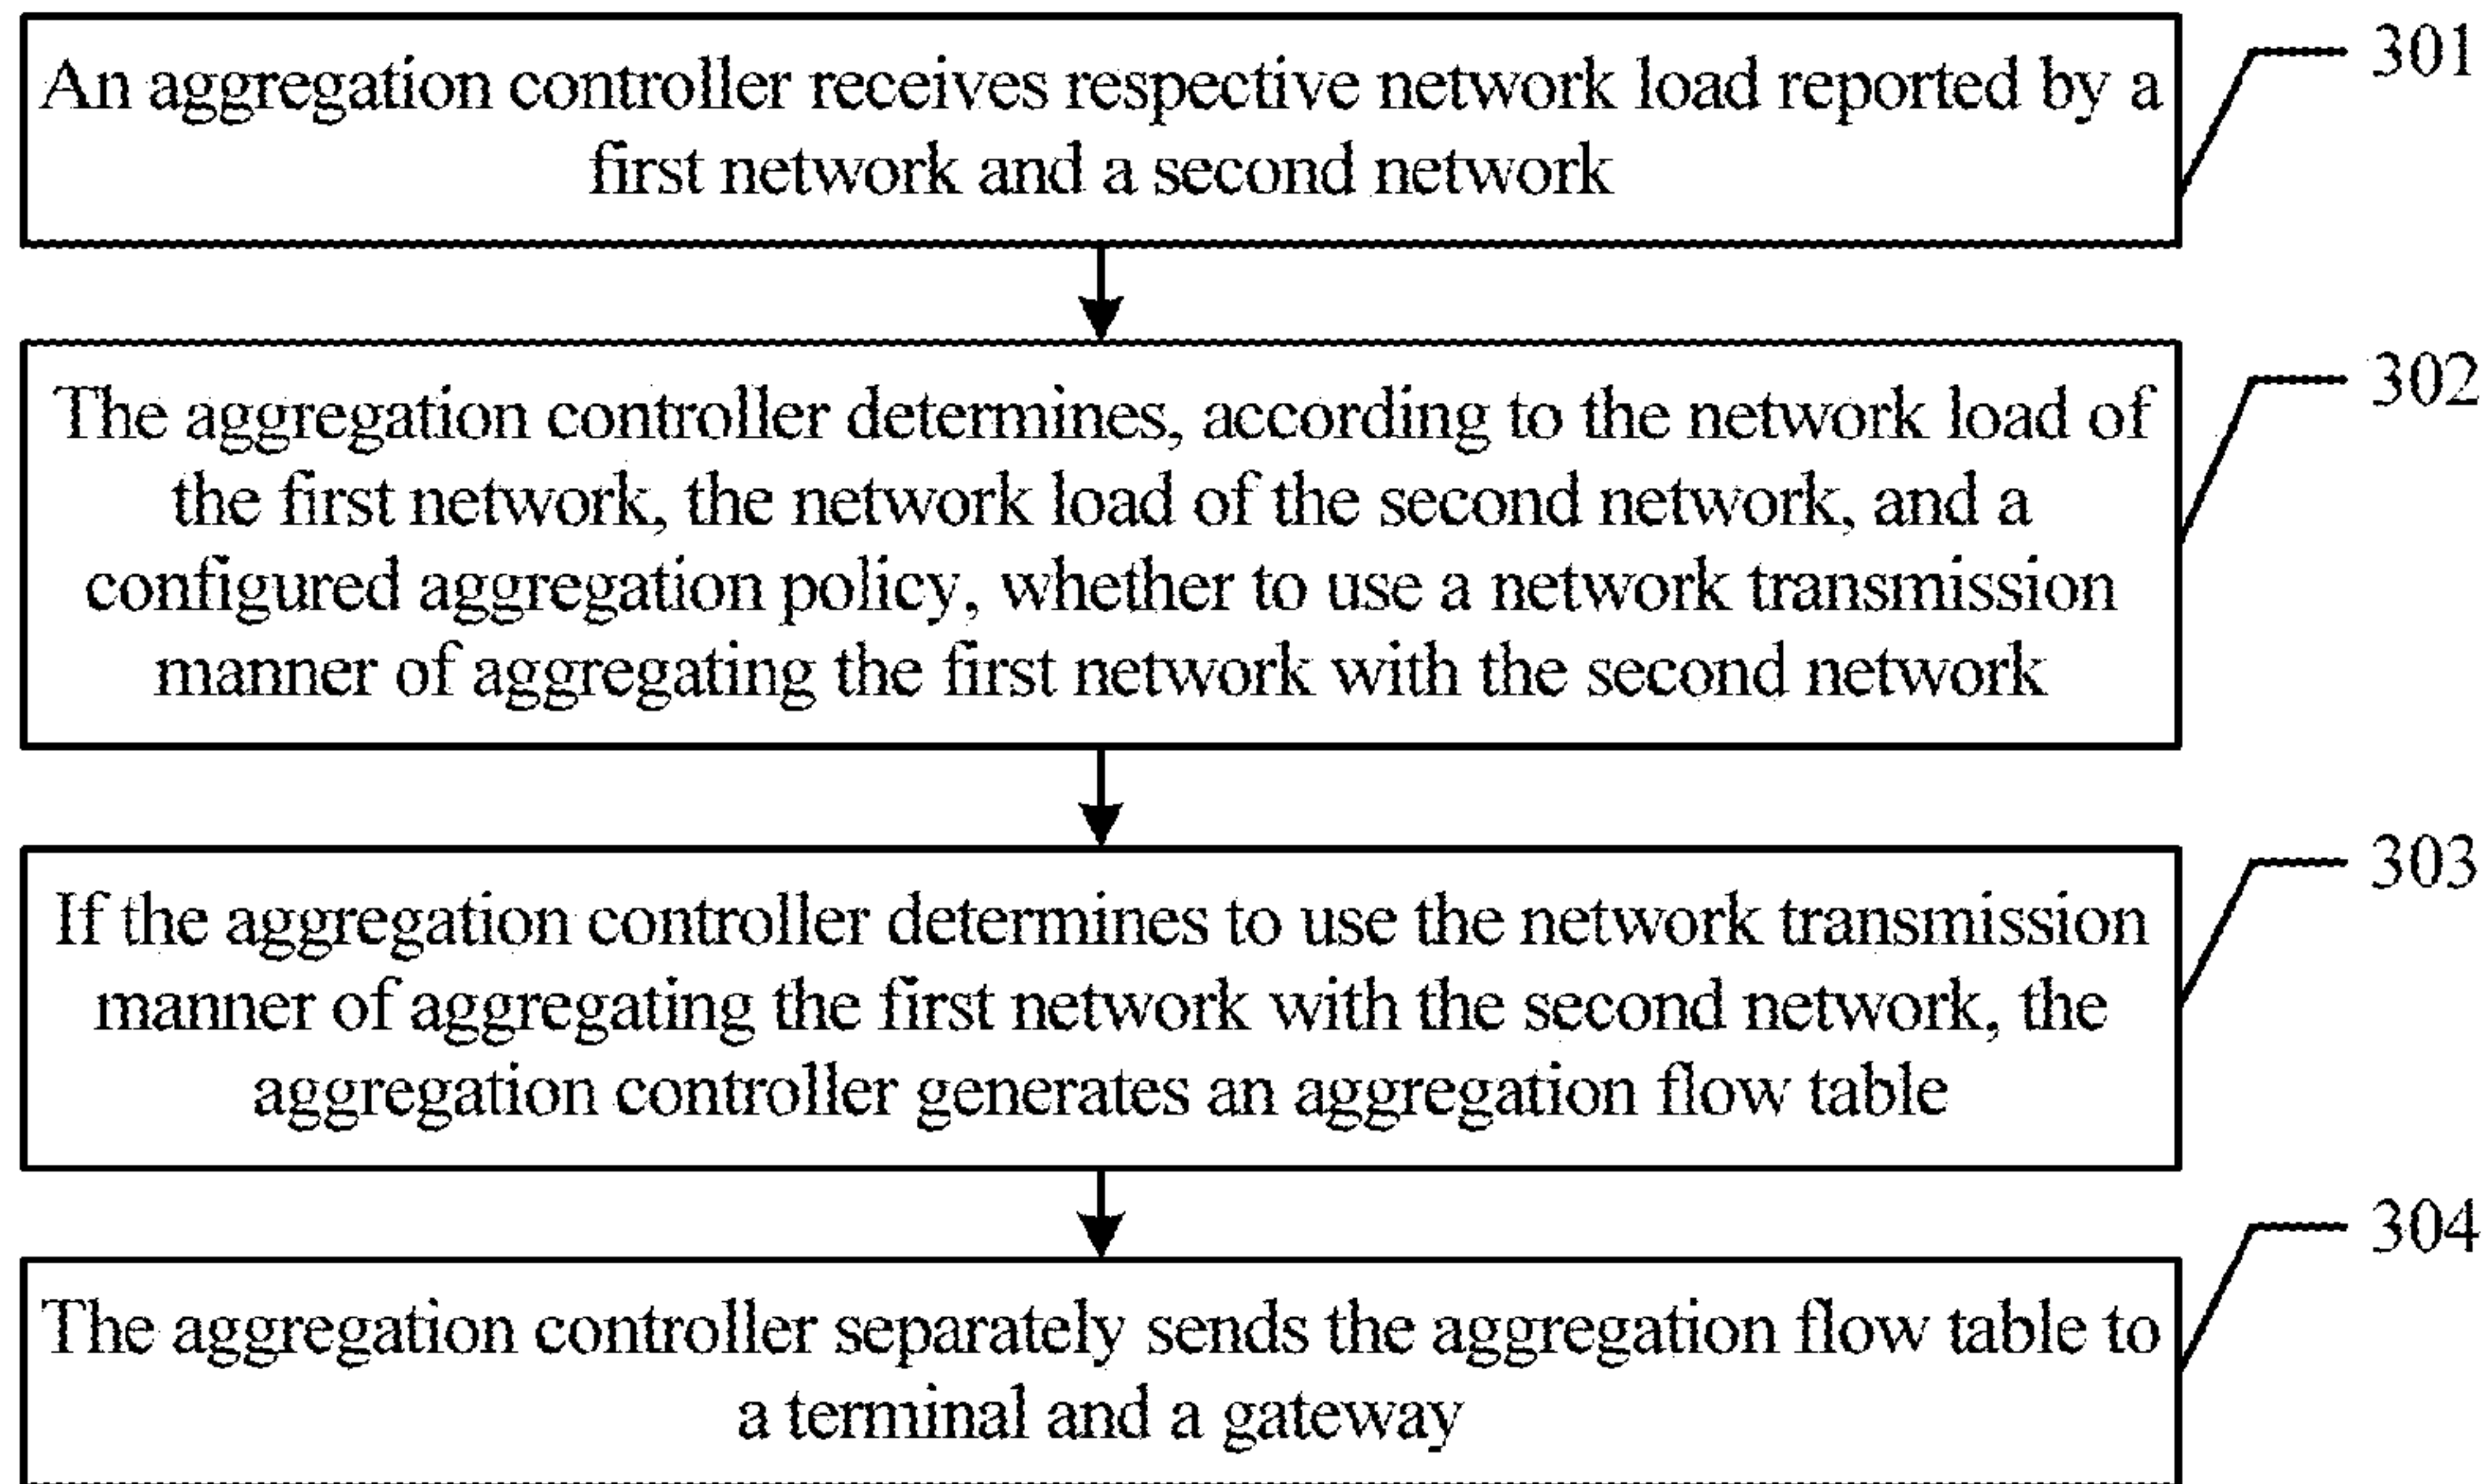 An aggregation controller receives respective network load reported by a
first network and a second network
301
The aggregation controller determines, according to the network load of
the first network, the network load of the second network, and a
configured aggregation policy, whether to use a network transmission
manner of aggregating the first network with the second network
302
If the aggregation controller determines to use the network transmission
manner of aggregating the first network with the second network, the
aggregation controller generates an aggregation flow table
303
The aggregation controller separately sends the aggregation flow table to
a terminal and a gateway
304